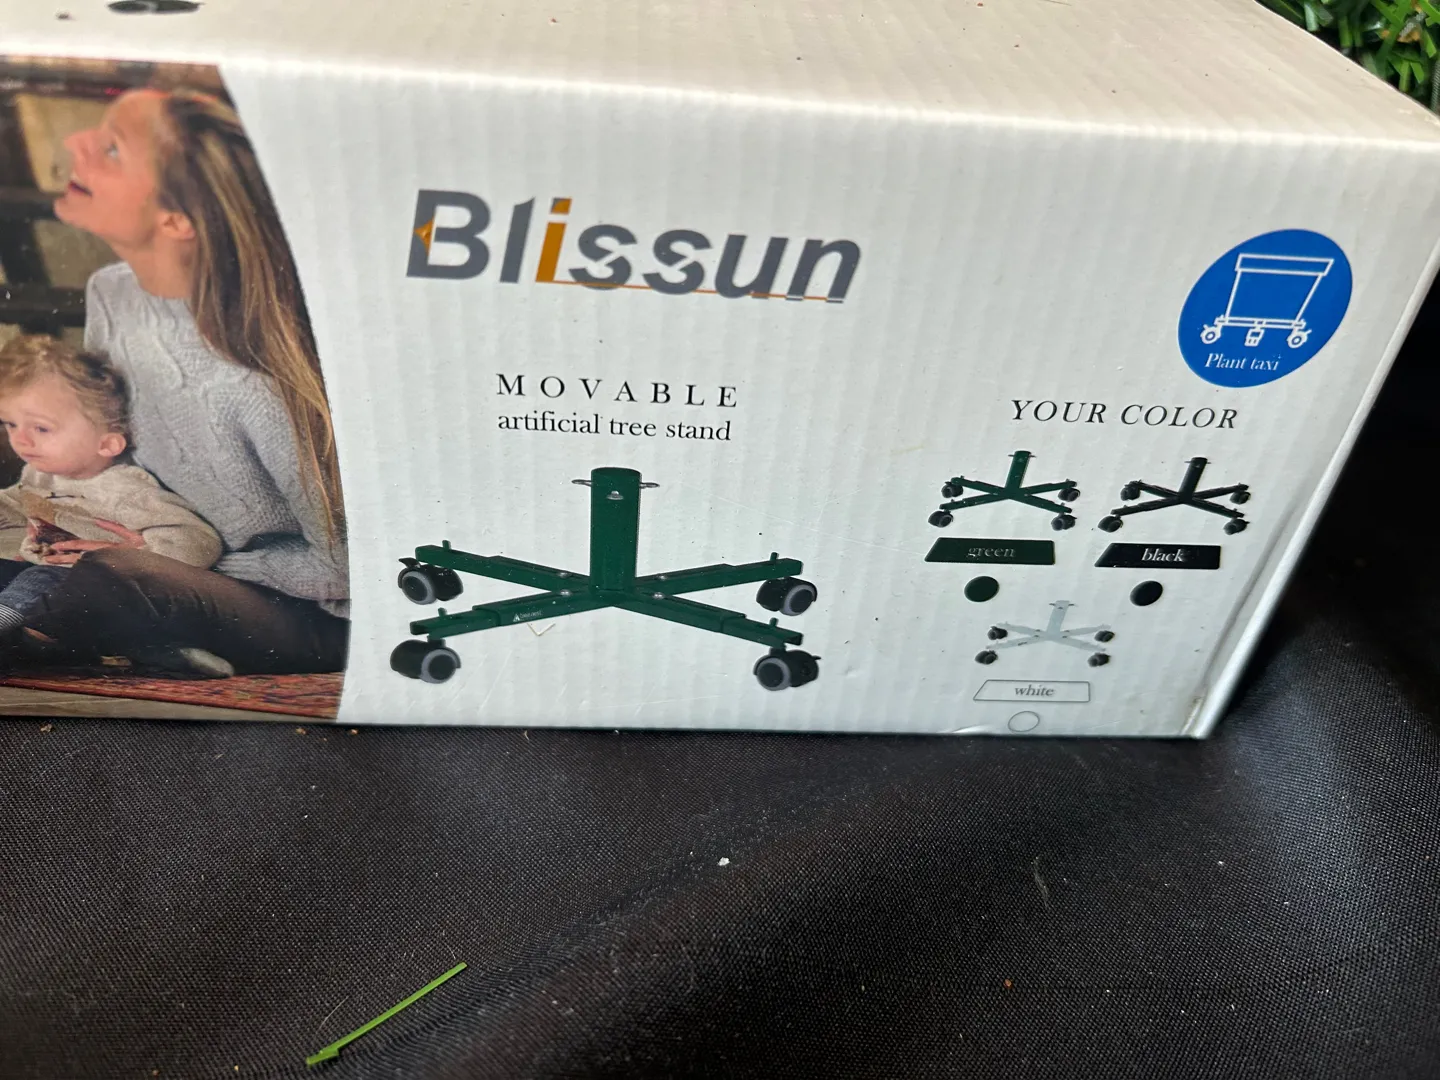 Blissun
MOVABLE
artificial tree stand
Plant taxi
YOUR COLOR
green
black
white